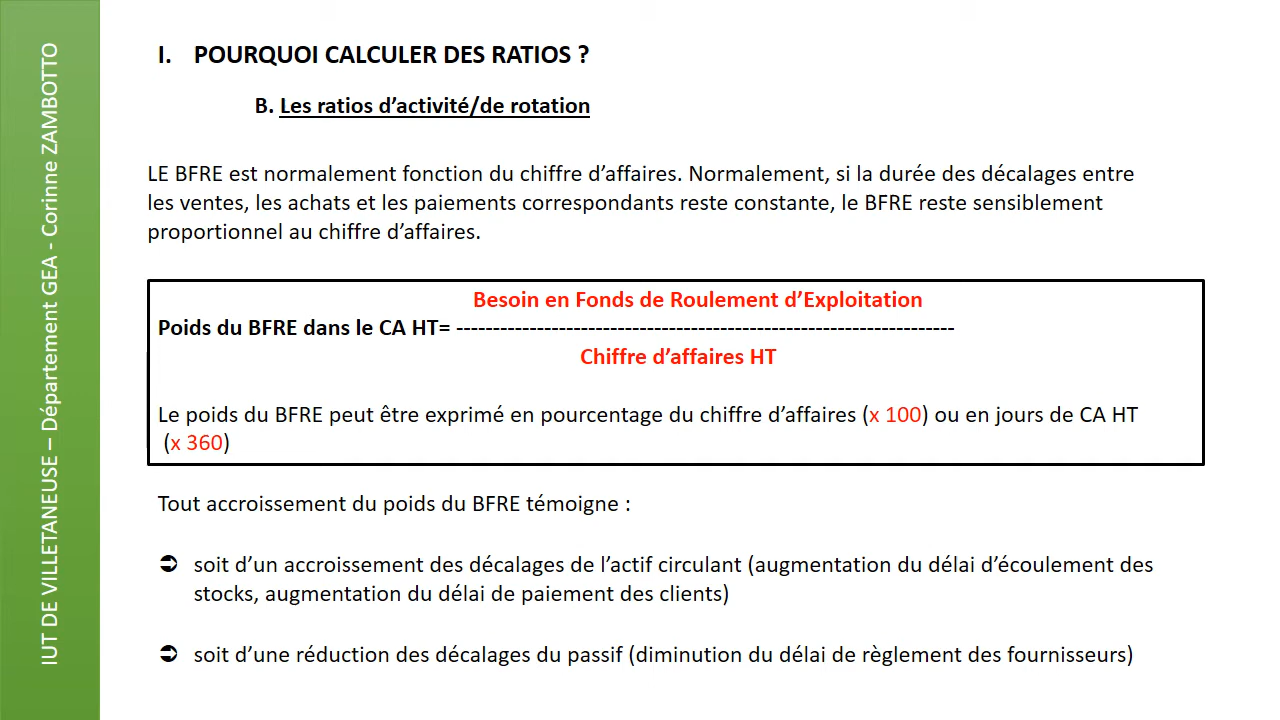 IUT DE VILLETANEUSE – Département GEA - Corinne ZAMBOTTO
I. POURQUOI CALCULER DES RATIOS ?
B. Les ratios d’activité/de rotation
LE BFRE est normalement fonction du chiffre d’affaires. Normalement, si la durée des décalages entre
les ventes, les achats et les paiements correspondants reste constante, le BFRE reste sensiblement
proportionnel au chiffre d’affaires.
Besoin en Fonds de Roulement d’Exploitation
Poids du BFRE dans le CA HT= --------------------------------------------------------------------
Chiffre d’affaires HT
Le poids du BFRE peut être exprimé en pourcentage du chiffre d’affaires (x 100) ou en jours de CA HT
(x 360)
Tout accroissement du poids du BFRE témoigne :
➲ soit d’un accroissement des décalages de l’actif circulant (augmentation du délai d’écoulement des
stocks, augmentation du délai de paiement des clients)
➲ soit d’une réduction des décalages du passif (diminution du délai de règlement des fournisseurs)